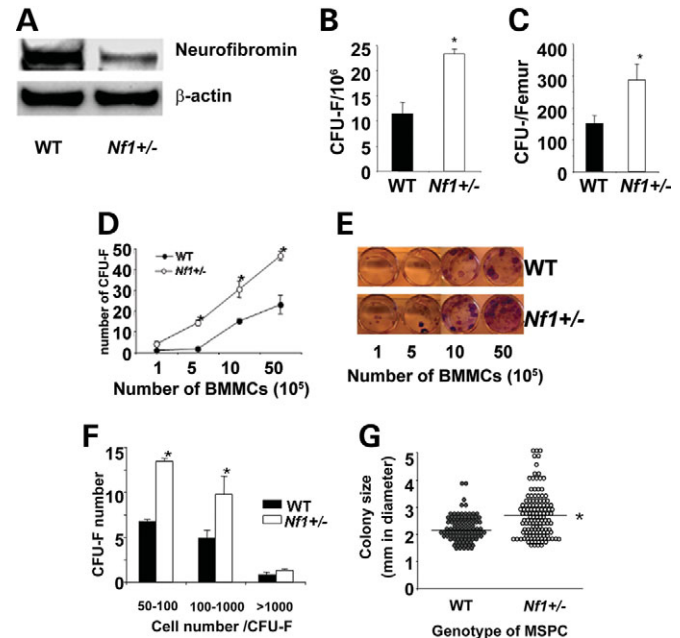 A
Neurofibromin
β-actin
WT Nf1+/-
B
*
25
20
15
10
5
0
CFU-F/10⁶
WT Nf1+/-
C
*
400
300
200
100
0
CFU-/Femur
WT Nf1+/-
D
50
40
30
20
10
0
number of CFU-F
WT
Nf1+/-
*
*
*
1 5 10 50
Number of BMMCs (10⁵)
E
WT
Nf1+/-
1 5 10 50
Number of BMMCs (10⁵)
F
15
10
5
0
CFU-F number
*
*
WT
Nf1+/-
50-100 100-1000 >1000
Cell number /CFU-F
G
5
4
3
2
1
0
Colony size
(mm in diameter)
*
WT Nf1+/-
Genotype of MSPC